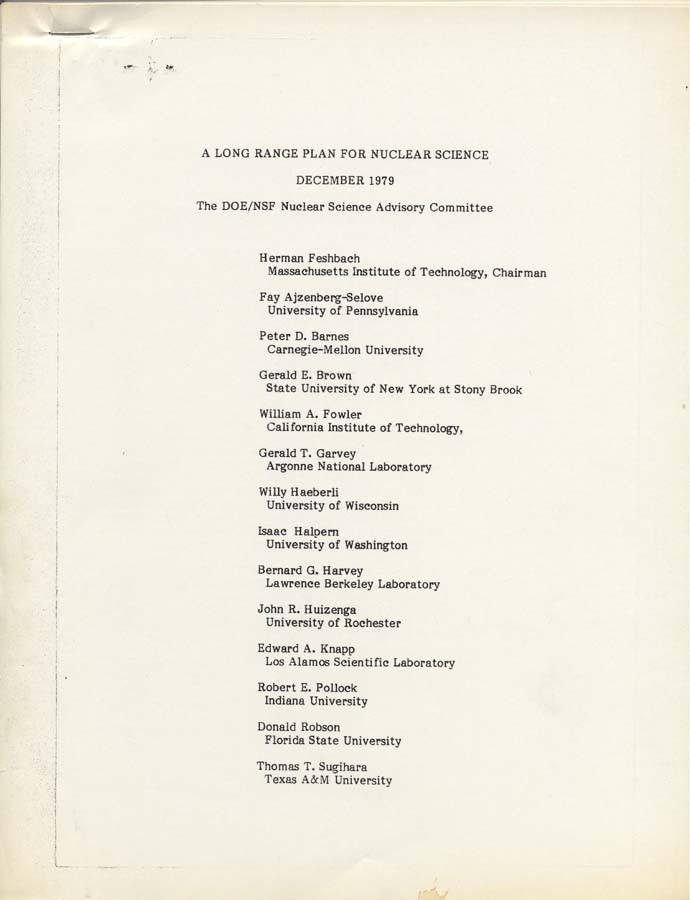 A LONG RANGE PLAN FOR NUCLEAR SCIENCE
DECEMBER 1979
The DOE/NSF Nuclear Science Advisory Committee
Herman Feshbach
Massachusetts Institute of Technology, Chairman
Fay Ajzenberg-Selove
University of Pennsylvania
Peter D. Barnes
Carnegie-Mellon University
Gerald E. Brown
State University of New York at Stony Brook
William A. Fowler
California Institute of Technology,
Gerald T. Garvey
Argonne National Laboratory
Willy Haeberli
University of Wisconsin
Isaac Halpern
University of Washington
Bernard G. Harvey
Lawrence Berkeley Laboratory
John R. Huizenga
University of Rochester
Edward A. Knapp
Los Alamos Scientific Laboratory
Robert E. Pollock
Indiana University
Donald Robson
Florida State University
Thomas T. Sugihara
Texas A&M University